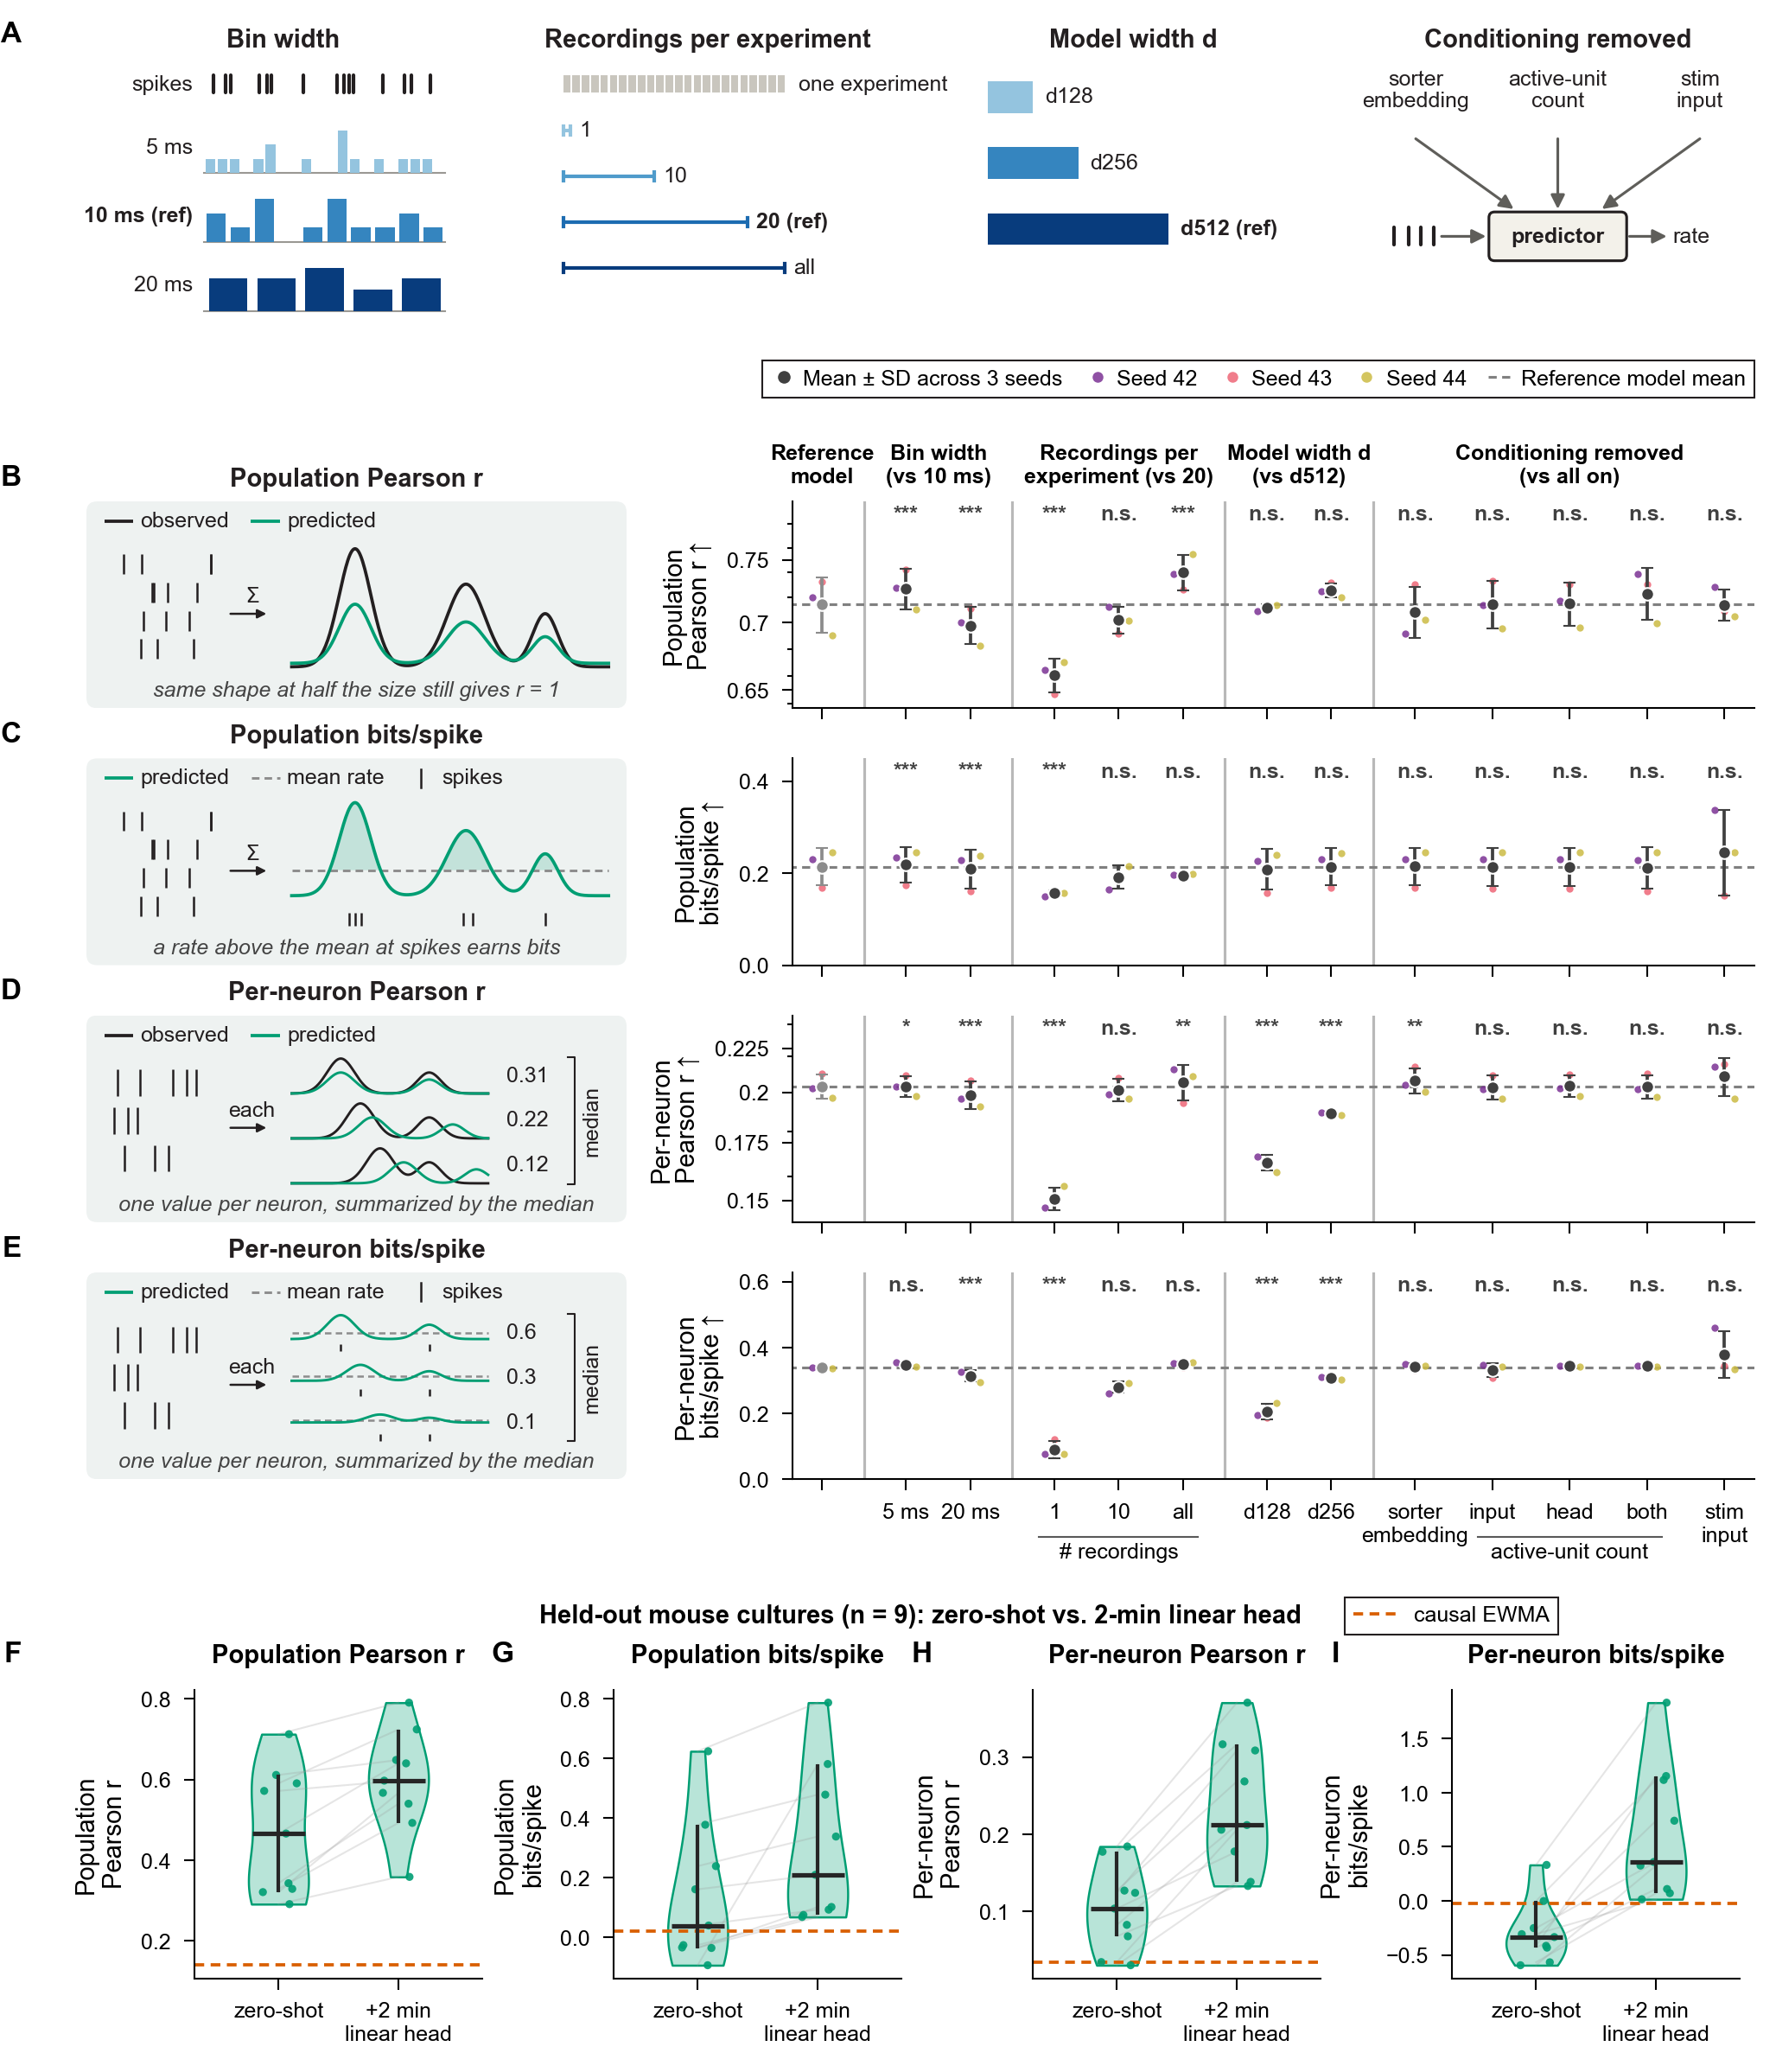 A
Bin width
Recordings per experiment
Model width d
Conditioning removed
spikes
5 ms
10 ms (ref)
20 ms
one experiment
1
10
20 (ref)
all
d128
d256
d512 (ref)
sorter
embedding
active-unit
count
stim
input
predictor
rate
Mean ± SD across 3 seeds
Seed 42
Seed 43
Seed 44
Reference model mean
Reference
model
Bin width
(vs 10 ms)
Recordings per
experiment (vs 20)
Model width d
(vs d512)
Conditioning removed
(vs all on)
B
Population Pearson r
observed
predicted
Σ
same shape at half the size still gives r = 1
Population
Pearson r ↑
0.75
0.7
0.65
*** *** *** n.s. *** n.s. n.s. n.s. n.s. n.s. n.s. n.s.
C
Population bits/spike
predicted
mean rate
spikes
Σ
a rate above the mean at spikes earns bits
Population
bits/spike ↑
0.4
0.2
0.0
*** *** *** n.s. n.s. n.s. n.s. n.s. n.s. n.s. n.s. n.s.
D
Per-neuron Pearson r
observed
predicted
each
0.31
0.22
0.12
median
one value per neuron, summarized by the median
Per-neuron
Pearson r ↑
0.225
0.2
0.175
0.15
* *** *** n.s. ** *** *** ** n.s. n.s. n.s. n.s.
E
Per-neuron bits/spike
predicted
mean rate
spikes
each
0.6
0.3
0.1
median
one value per neuron, summarized by the median
Per-neuron
bits/spike ↑
0.6
0.4
0.2
0.0
n.s. *** *** n.s. n.s. *** *** n.s. n.s. n.s. n.s. n.s.
5 ms
20 ms
1
10
all
# recordings
d128
d256
sorter
embedding
input
head
both
active-unit count
stim
input
Held-out mouse cultures (n = 9): zero-shot vs. 2-min linear head
causal EWMA
F
Population Pearson r
Population
Pearson r
0.8
0.6
0.4
0.2
zero-shot
+2 min
linear head
G
Population bits/spike
Population
bits/spike
0.8
0.6
0.4
0.2
0.0
zero-shot
+2 min
linear head
H
Per-neuron Pearson r
Per-neuron
Pearson r
0.3
0.2
0.1
zero-shot
+2 min
linear head
I
Per-neuron bits/spike
Per-neuron
bits/spike
1.5
1.0
0.5
0.0
−0.5
zero-shot
+2 min
linear head